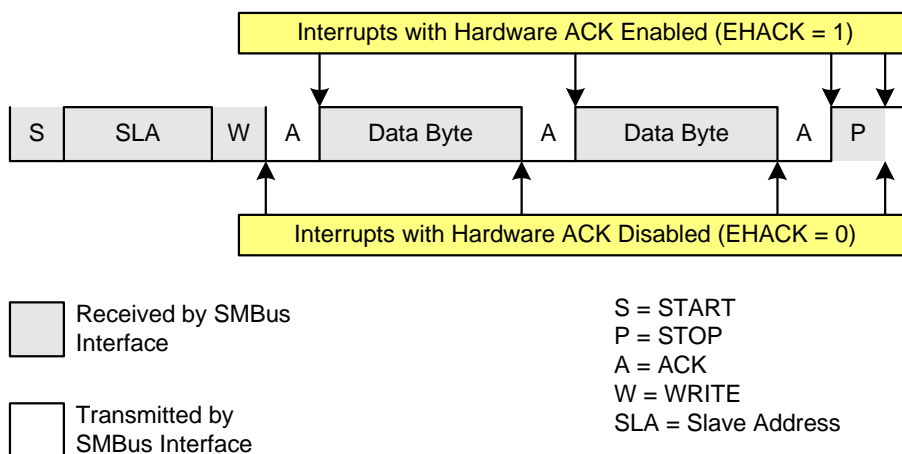 Interrupts with Hardware ACK Enabled (EHACK = 1)
S SLA W A Data Byte A Data Byte A P
Interrupts with Hardware ACK Disabled (EHACK = 0)
Received by SMBus
Interface
Transmitted by
SMBus Interface
S = START
P = STOP
A = ACK
W = WRITE
SLA = Slave Address